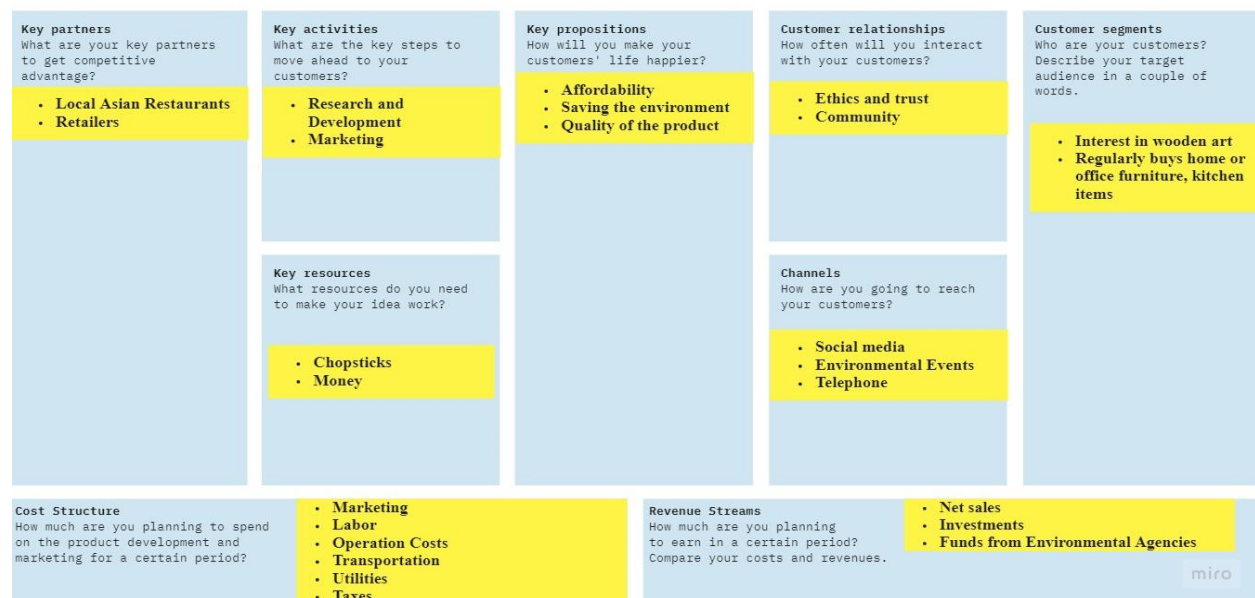 Key partners
What are your key partners
to get competitive
advantage?
• Local Asian Restaurants
• Retailers
Key activities
What are the key steps to
move ahead to your
customers?
• Research and
Development
• Marketing
Key resources
What resources do you need
to make your idea work?
• Chopsticks
• Money
Key propositions
How will you make your
customers' life happier?
• Affordability
• Saving the environment
• Quality of the product
Customer relationships
How often will you interact
with your customers?
• Ethics and trust
• Community
Channels
How are you going to reach
your customers?
• Social media
• Environmental Events
• Telephone
Customer segments
Who are your customers?
Describe your target
audience in a couple of
words.
• Interest in wooden art
• Regularly buys home or
office furniture, kitchen
items
Cost Structure
How much are you planning to spend
on the product development and
marketing for a certain period?
• Marketing
• Labor
• Operation Costs
• Transportation
• Utilities
• Taxes
Revenue Streams
How much are you planning
to earn in a certain period?
Compare your costs and revenues.
• Net sales
• Investments
• Funds from Environmental Agencies
miro